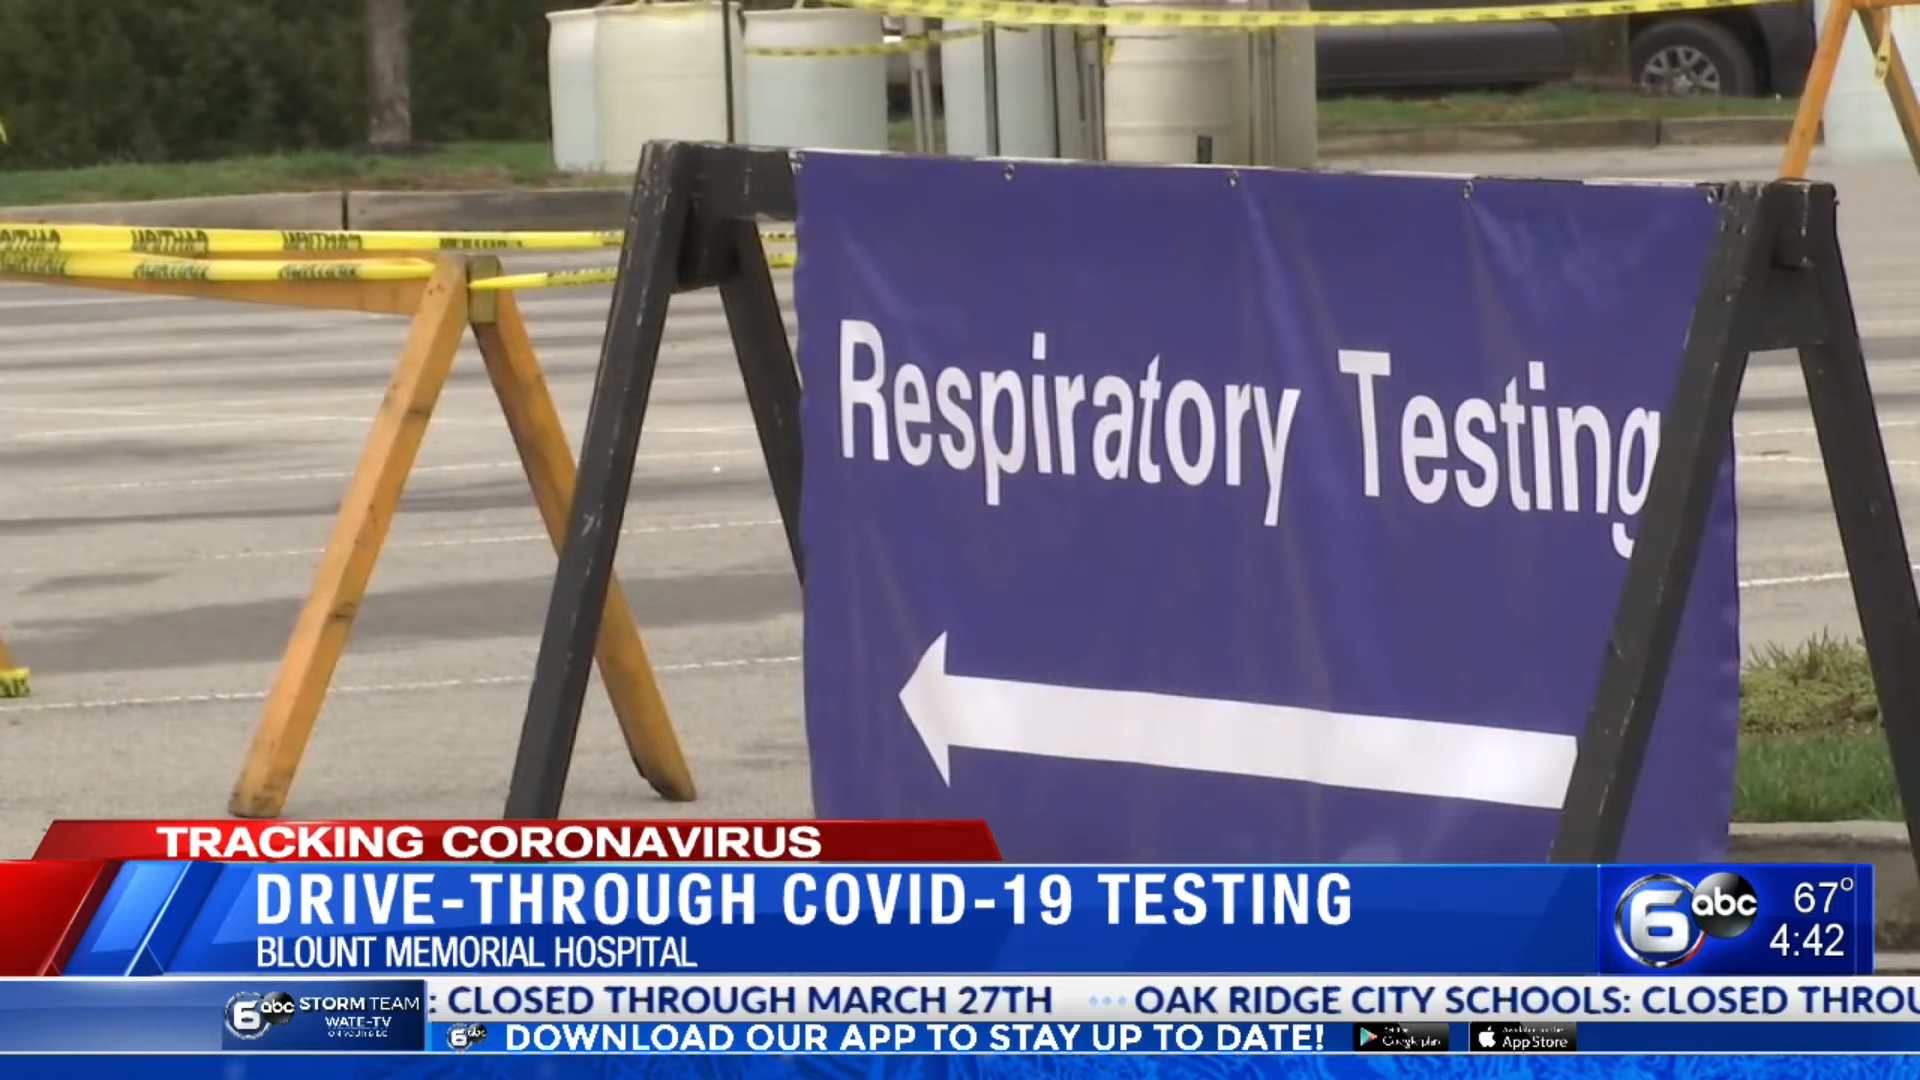 Respiratory Testing
TRACKING CORONAVIRUS
DRIVE-THROUGH COVID-19 TESTING
BLOUNT MEMORIAL HOSPITAL
6 abc
67°
4:42
6 abc STORM TEAM
WATE-TV
: CLOSED THROUGH MARCH 27TH ••• OAK RIDGE CITY SCHOOLS: CLOSED THROU
6 abc DOWNLOAD OUR APP TO STAY UP TO DATE!
Google play
App Store